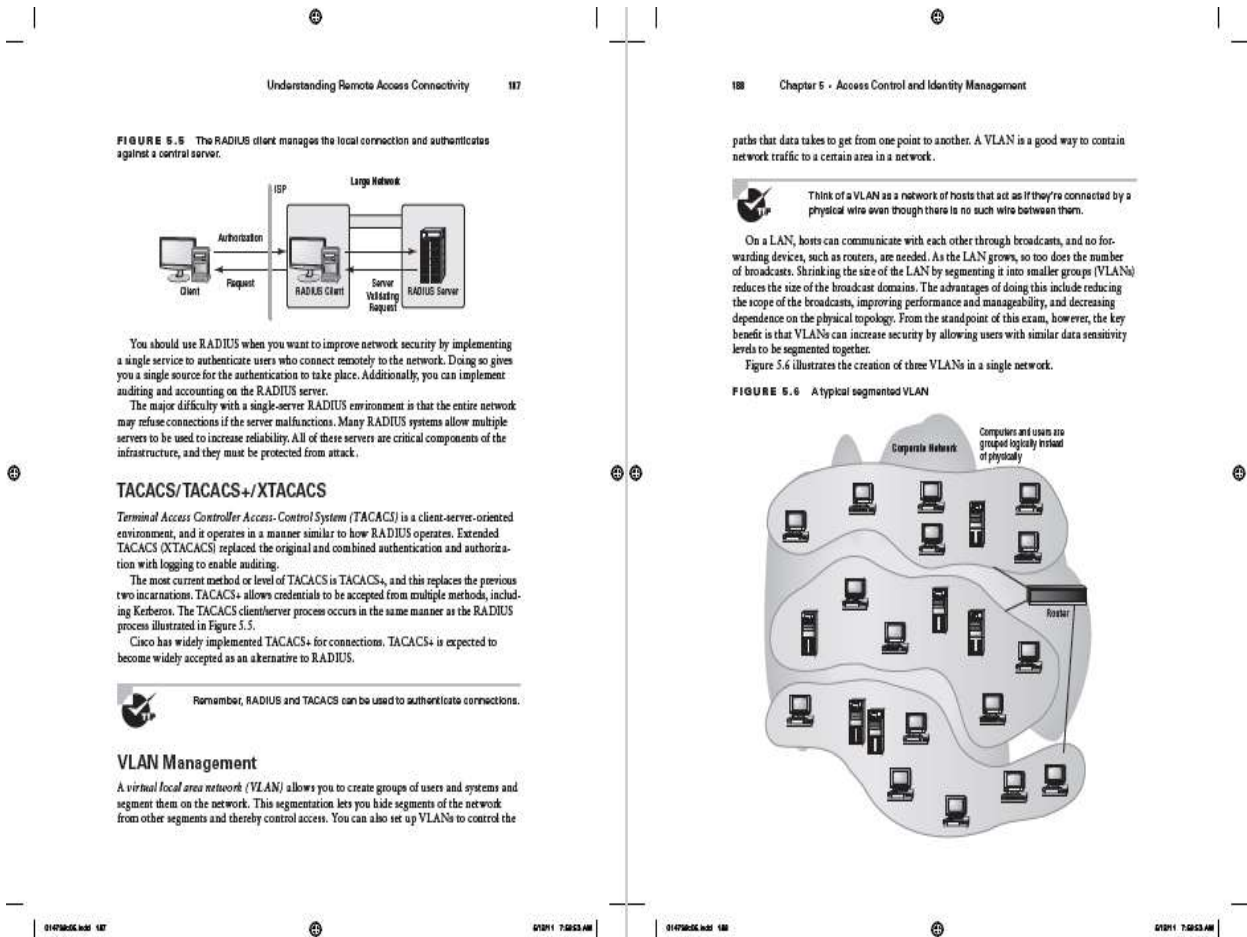 Understanding Remote Access Connectivity 187
FIGURE 5.5 The RADIUS client manages the local connection and authenticates
against a central server.
ISP
Large Network
Authorization
Request
Client
RADIUS Client
Server
Validating
Request
RADIUS Server
You should use RADIUS when you want to improve network security by implementing
a single service to authenticate users who connect remotely to the network. Doing so gives
you a single source for the authentication to take place. Additionally, you can implement
auditing and accounting on the RADIUS server.
The major difficulty with a single-server RADIUS environment is that the entire network
may refuse connections if the server malfunctions. Many RADIUS systems allow multiple
servers to be used to increase reliability. All of these servers are critical components of the
infrastructure, and they must be protected from attack.
TACACS/TACACS+/XTACACS
Terminal Access Controller Access-Control System (TACACS) is a client-server-oriented
environment, and it operates in a manner similar to how RADIUS operates. Extended
TACACS (XTACACS) replaced the original and combined authentication and authoriza-
tion with logging to enable auditing.
The most current method or level of TACACS is TACACS+, and this replaces the previous
two incarnations. TACACS+ allows credentials to be accepted from multiple methods, includ-
ing Kerberos. The TACACS client/server process occurs in the same manner as the RADIUS
process illustrated in Figure 5.5.
Cisco has widely implemented TACACS+ for connections. TACACS+ is expected to
become widely accepted as an alternative to RADIUS.
TIP
Remember, RADIUS and TACACS can be used to authenticate connections.
VLAN Management
A virtual local area network (VLAN) allows you to create groups of users and systems and
segment them on the network. This segmentation lets you hide segments of the network
from other segments and thereby control access. You can also set up VLANs to control the
014798c05.indd 187
5/12/11 7:58:53 AM
188 Chapter 5 • Access Control and Identity Management
paths that data takes to get from one point to another. A VLAN is a good way to contain
network traffic to a certain area in a network.
TIP
Think of a VLAN as a network of hosts that act as if they're connected by a
physical wire even though there is no such wire between them.
On a LAN, hosts can communicate with each other through broadcasts, and no for-
warding devices, such as routers, are needed. As the LAN grows, so too does the number
of broadcasts. Shrinking the size of the LAN by segmenting it into smaller groups (VLANs)
reduces the size of the broadcast domains. The advantages of doing this include reducing
the scope of the broadcasts, improving performance and manageability, and decreasing
dependence on the physical topology. From the standpoint of this exam, however, the key
benefit is that VLANs can increase security by allowing users with similar data sensitivity
levels to be segmented together.
Figure 5.6 illustrates the creation of three VLANs in a single network.
FIGURE 5.6 A typical segmented VLAN
Corporate Network
Computers and users are
grouped logically instead
of physically
Router
014798c05.indd 188
5/12/11 7:58:53 AM